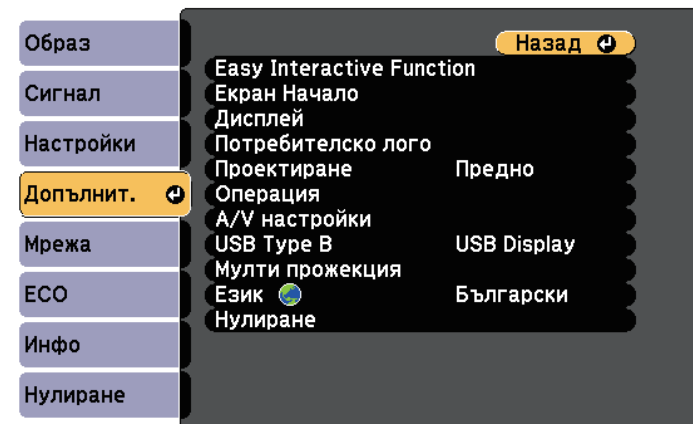 Образ
Сигнал
Настройки
Допълнит.
Мрежа
ECO
Инфо
Нулиране
Назад
Easy Interactive Function
Екран Начало
Дисплей
Потребителско лого
Проектиране Предно
Операция
A/V настройки
USB Type B USB Display
Мулти прожекция
Език Български
Нулиране